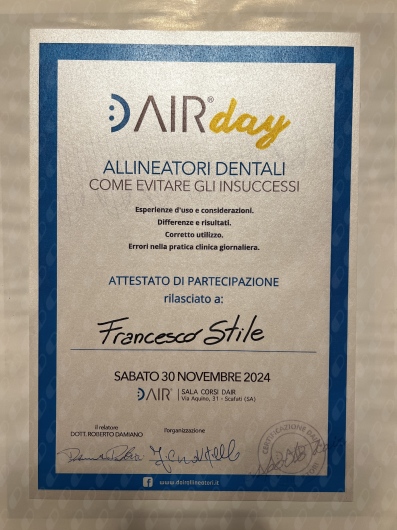 DAIR® day
ALLINEATORI DENTALI
COME EVITARE GLI INSUCCESSI
Esperienze d'uso e considerazioni.
Differenze e risultati.
Corretto utilizzo.
Errori nella pratica clinica giornaliera.
ATTESTATO DI PARTECIPAZIONE
rilasciato a:
Francesco Stile
SABATO 30 NOVEMBRE 2024
DAIR® | SALA CORSI DAIR
Via Aquino, 31 - Scafati (SA)
il relatore
DOTT. ROBERTO DAMIANO
l'organizzazione
CERTIFICAZIONE
www.dairallineatori.it